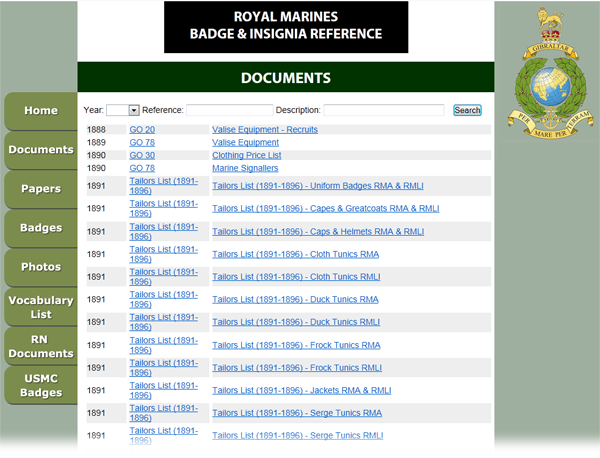 ROYAL MARINES
BADGE & INSIGNIA REFERENCE
GIBRALTAR
PER MARE PER TERRAM
DOCUMENTS
Home
Documents
Papers
Badges
Photos
Vocabulary
List
RN
Documents
USMC
Badges
Year: Reference: Description: Search
1888 GO 20 Valise Equipment - Recruits
1889 GO 78 Valise Equipment
1890 GO 30 Clothing Price List
1890 GO 78 Marine Signallers
1891 Tailors List (1891-
1896) Tailors List (1891-1896) - Uniform Badges RMA & RMLI
1891 Tailors List (1891-
1896) Tailors List (1891-1896) - Capes & Greatcoats RMA & RMLI
1891 Tailors List (1891-
1896) Tailors List (1891-1896) - Caps & Helmets RMA & RMLI
1891 Tailors List (1891-
1896) Tailors List (1891-1896) - Cloth Tunics RMA
1891 Tailors List (1891-
1896) Tailors List (1891-1896) - Cloth Tunics RMLI
1891 Tailors List (1891-
1896) Tailors List (1891-1896) - Duck Tunics RMA
1891 Tailors List (1891-
1896) Tailors List (1891-1896) - Duck Tunics RMLI
1891 Tailors List (1891-
1896) Tailors List (1891-1896) - Frock Tunics RMA
1891 Tailors List (1891-
1896) Tailors List (1891-1896) - Frock Tunics RMLI
1891 Tailors List (1891-
1896) Tailors List (1891-1896) - Jackets RMA & RMLI
1891 Tailors List (1891-
1896) Tailors List (1891-1896) - Serge Tunics RMA
1891 Tailors List (1891-
1896) Tailors List (1891-1896) - Serge Tunics RMLI